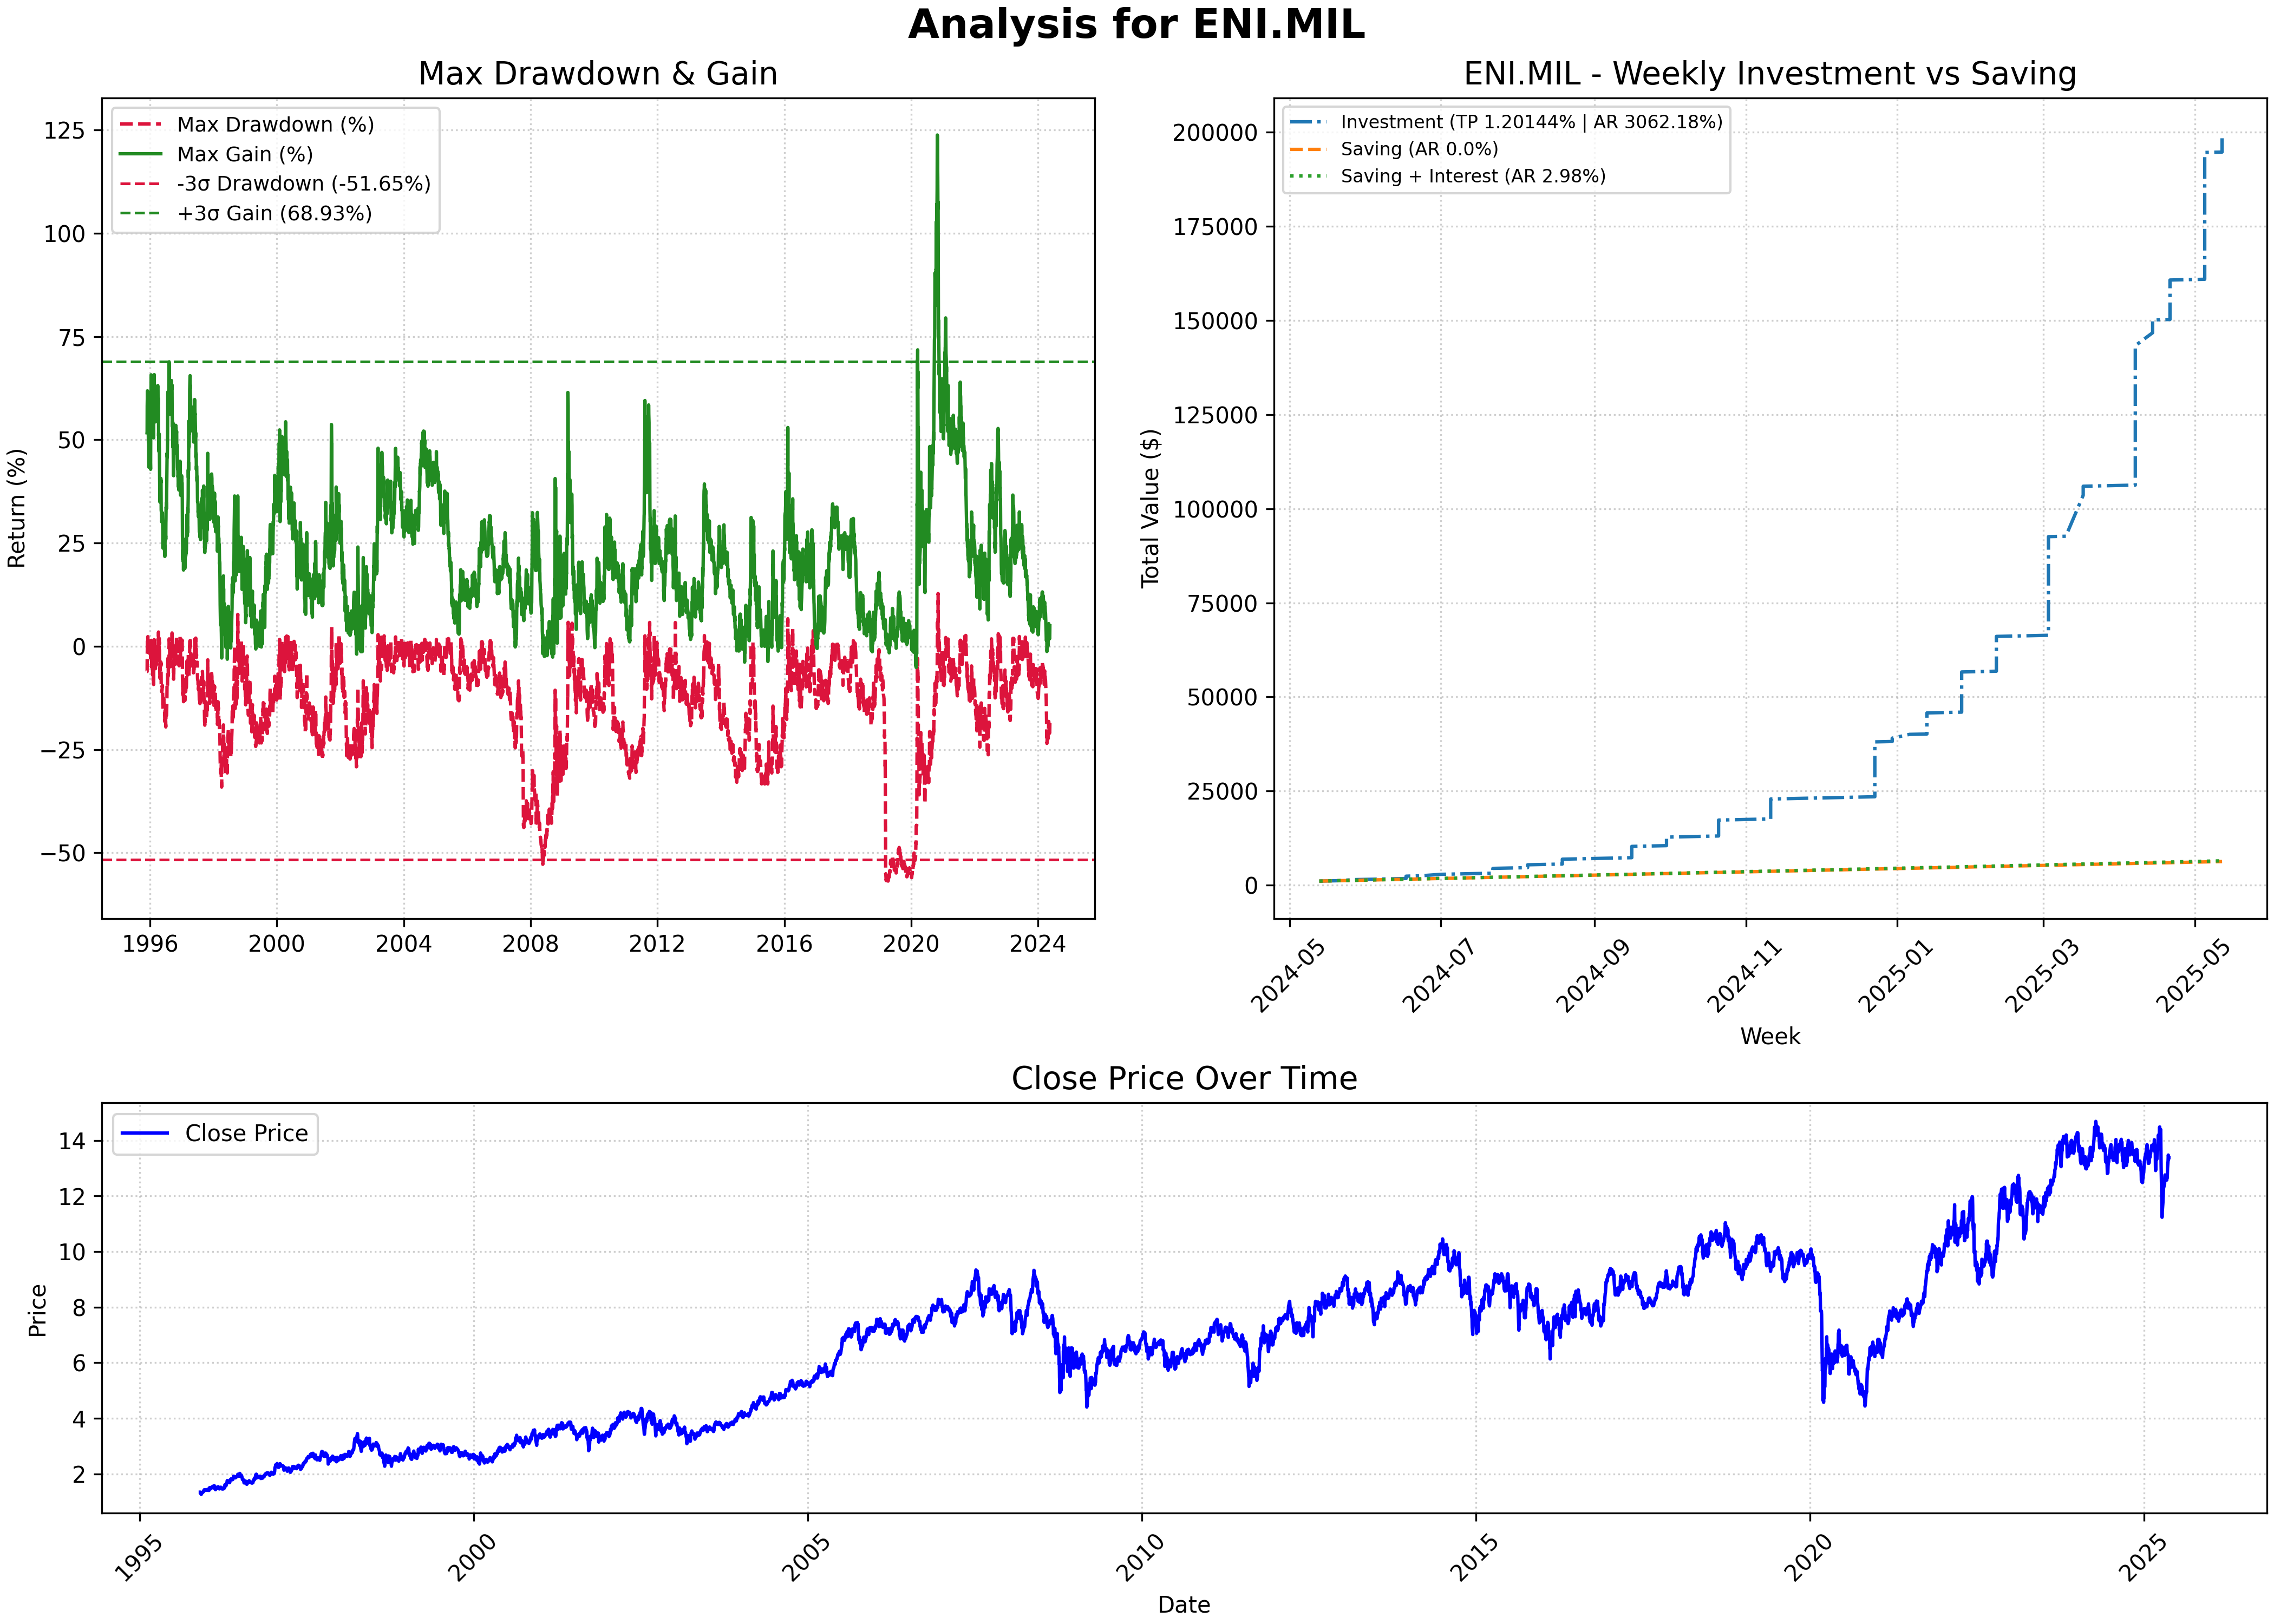 Analysis for ENI.MIL
Max Drawdown & Gain
Max Drawdown (%)
Max Gain (%)
-3σ Drawdown (-51.65%)
+3σ Gain (68.93%)
Return (%)
125
100
75
50
25
0
−25
−50
1996
2000
2004
2008
2012
2016
2020
2024
ENI.MIL - Weekly Investment vs Saving
Investment (TP 1.20144% | AR 3062.18%)
Saving (AR 0.0%)
Saving + Interest (AR 2.98%)
Total Value ($)
200000
175000
150000
125000
100000
75000
50000
25000
0
2024-05
2024-07
2024-09
2024-11
2025-01
2025-03
2025-05
Week
Close Price Over Time
Close Price
Price
14
12
10
8
6
4
2
1995
2000
2005
2010
2015
2020
2025
Date